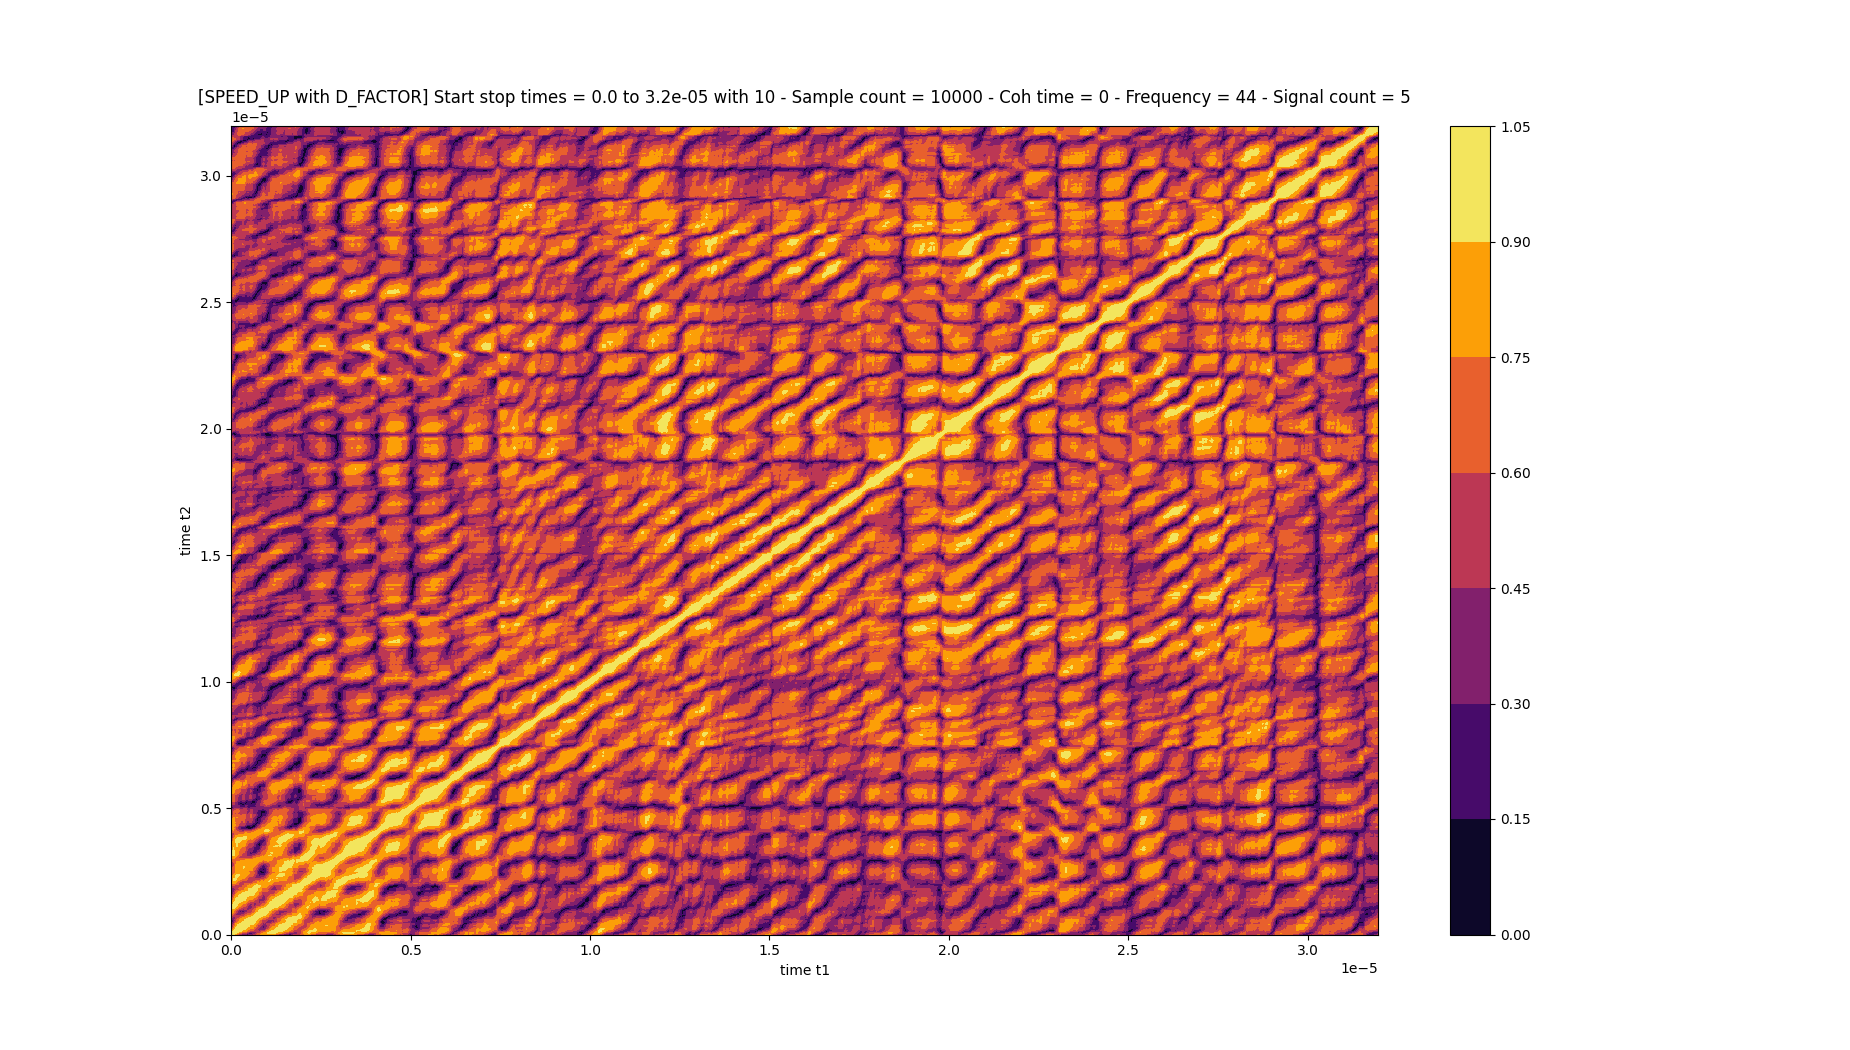 [SPEED_UP with D_FACTOR] Start stop times = 0.0 to 3.2e-05 with 10 - Sample count = 10000 - Coh time = 0 - Frequency = 44 - Signal count = 5
1e−5
3.0
2.5
2.0
1.5
1.0
0.5
0.0
time t2
0.0 0.5 1.0 1.5 2.0 2.5 3.0
time t1
1e−5
1.05
0.90
0.75
0.60
0.45
0.30
0.15
0.00